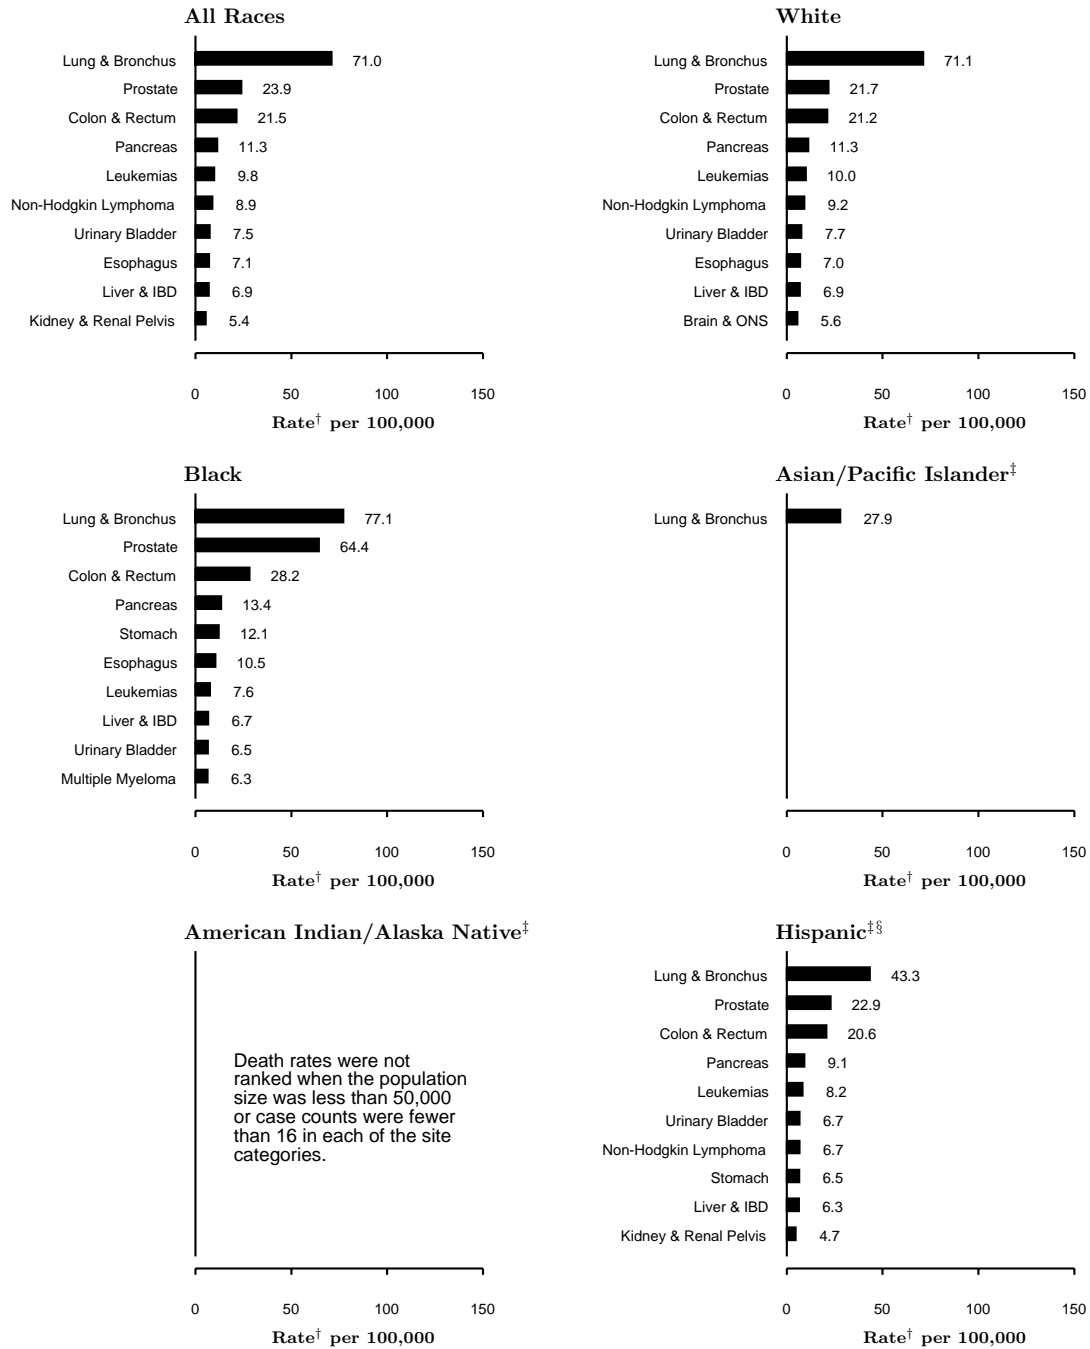 All Races
Lung & Bronchus 71.0
Prostate 23.9
Colon & Rectum 21.5
Pancreas 11.3
Leukemias 9.8
Non-Hodgkin Lymphoma 8.9
Urinary Bladder 7.5
Esophagus 7.1
Liver & IBD 6.9
Kidney & Renal Pelvis 5.4
0 50 100 150
Rate† per 100,000
White
Lung & Bronchus 71.1
Prostate 21.7
Colon & Rectum 21.2
Pancreas 11.3
Leukemias 10.0
Non-Hodgkin Lymphoma 9.2
Urinary Bladder 7.7
Esophagus 7.0
Liver & IBD 6.9
Brain & ONS 5.6
0 50 100 150
Rate† per 100,000
Black
Lung & Bronchus 77.1
Prostate 64.4
Colon & Rectum 28.2
Pancreas 13.4
Stomach 12.1
Esophagus 10.5
Leukemias 7.6
Liver & IBD 6.7
Urinary Bladder 6.5
Multiple Myeloma 6.3
0 50 100 150
Rate† per 100,000
Asian/Pacific Islander‡
Lung & Bronchus 27.9
0 50 100 150
Rate† per 100,000
American Indian/Alaska Native‡
Death rates were not
ranked when the population
size was less than 50,000
or case counts were fewer
than 16 in each of the site
categories.
0 50 100 150
Rate† per 100,000
Hispanic‡§
Lung & Bronchus 43.3
Prostate 22.9
Colon & Rectum 20.6
Pancreas 9.1
Leukemias 8.2
Urinary Bladder 6.7
Non-Hodgkin Lymphoma 6.7
Stomach 6.5
Liver & IBD 6.3
Kidney & Renal Pelvis 4.7
0 50 100 150
Rate† per 100,000